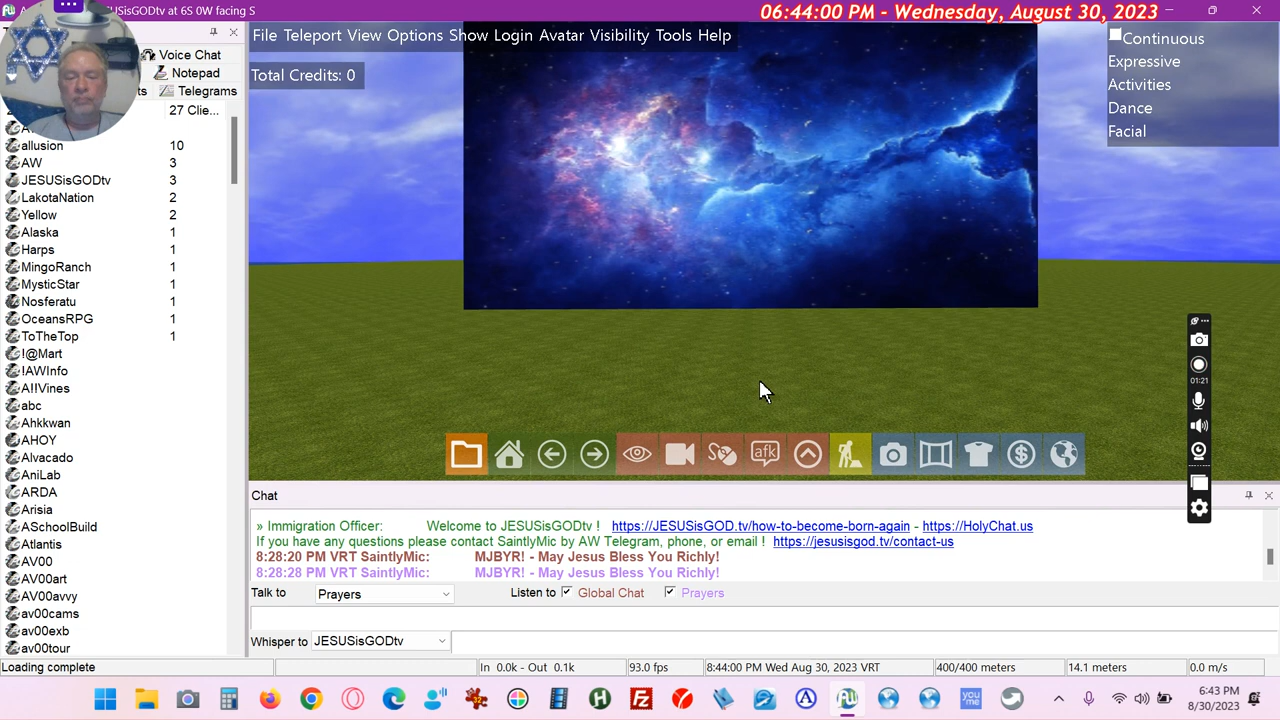 JESUSisGODtv at 6S 0W facing S
06:44:00 PM - Wednesday, August 30, 2023
File Teleport View Options Show Login Avatar Visibility Tools Help
Total Credits: 0
Continuous
Expressive
Activities
Dance
Facial
Voice Chat
Notepad
Telegrams
27 Clie...
allusion 10
AW 3
JESUSisGODtv 3
LakotaNation 2
Yellow 2
Alaska 1
Harps 1
MingoRanch 1
MysticStar 1
Nosferatu 1
OceansRPG 1
ToTheTop 1
!@Mart
!AWInfo
A!!Vines
abc
Ahkkwan
AHOY
Alvacado
AniLab
ARDA
Arisia
ASchoolBuild
Atlantis
AV00
AV00art
AV00avvy
av00cams
av00exb
av00tour
01:21
afk
Chat
» Immigration Officer: Welcome to JESUSisGODtv ! https://JESUSisGOD.tv/how-to-become-born-again - https://HolyChat.us
If you have any questions please contact SaintlyMic by AW Telegram, phone, or email ! https://jesusisgod.tv/contact-us
8:28:20 PM VRT SaintlyMic: MJBYR! - May Jesus Bless You Richly!
8:28:28 PM VRT SaintlyMic: MJBYR! - May Jesus Bless You Richly!
Talk to Prayers Listen to Global Chat Prayers
Whisper to JESUSisGODtv
Loading complete In 0.0k - Out 0.1k 93.0 fps 8:44:00 PM Wed Aug 30, 2023 VRT 400/400 meters 14.1 meters 0.0 m/s
you me
6:43 PM
8/30/2023